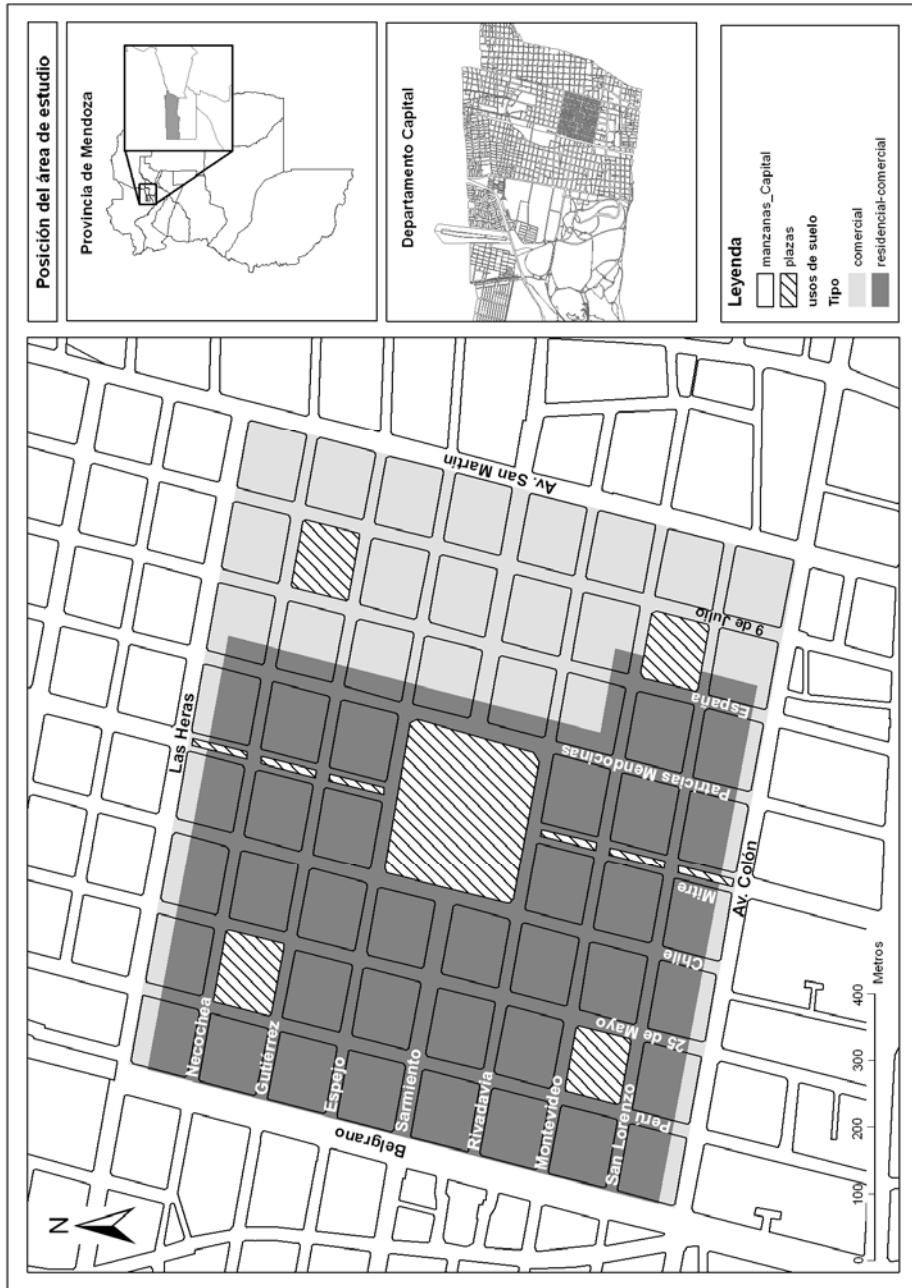 Posición del área de estudio
Provincia de Mendoza
Departamento Capital
Leyenda
manzanas_Capital
plazas
usos de suelo
Tipo
comercial
residencial-comercial
N
Las Heras
Necochea
Gutiérrez
Espejo
Sarmiento
Rivadavia
Montevideo
San Lorenzo
Belgrano
Perú
25 de Mayo
Chile
Mitre
Patricias Mendocinas
España
9 de Julio
Av. San Martín
Av. Colón
0 100 200 300 400
Metros